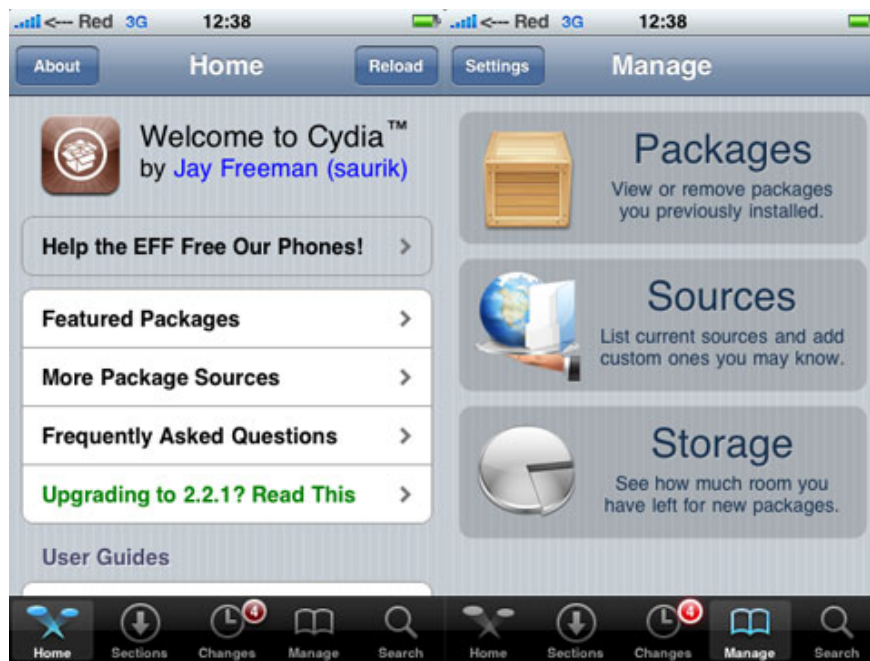 <--- Red 3G 12:38
About Home Reload
Welcome to Cydia™
by Jay Freeman (saurik)
Help the EFF Free Our Phones!
Featured Packages
More Package Sources
Frequently Asked Questions
Upgrading to 2.2.1? Read This
User Guides
4
Home Sections Changes Manage Search
<--- Red 3G 12:38
Settings Manage
Packages
View or remove packages
you previously installed.
Sources
List current sources and add
custom ones you may know.
Storage
See how much room you
have left for new packages.
4
Home Sections Changes Manage Search